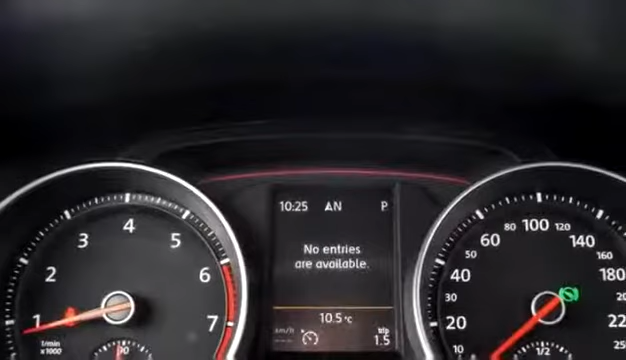 10:25 AN P
No entries
are available.
10.5 °C
km/h
trip
1.5
1 2 3 4 5 6 7
1/min
x1000
90
10 20 30 40 50 60 80 100 120 140 160 180
1/2